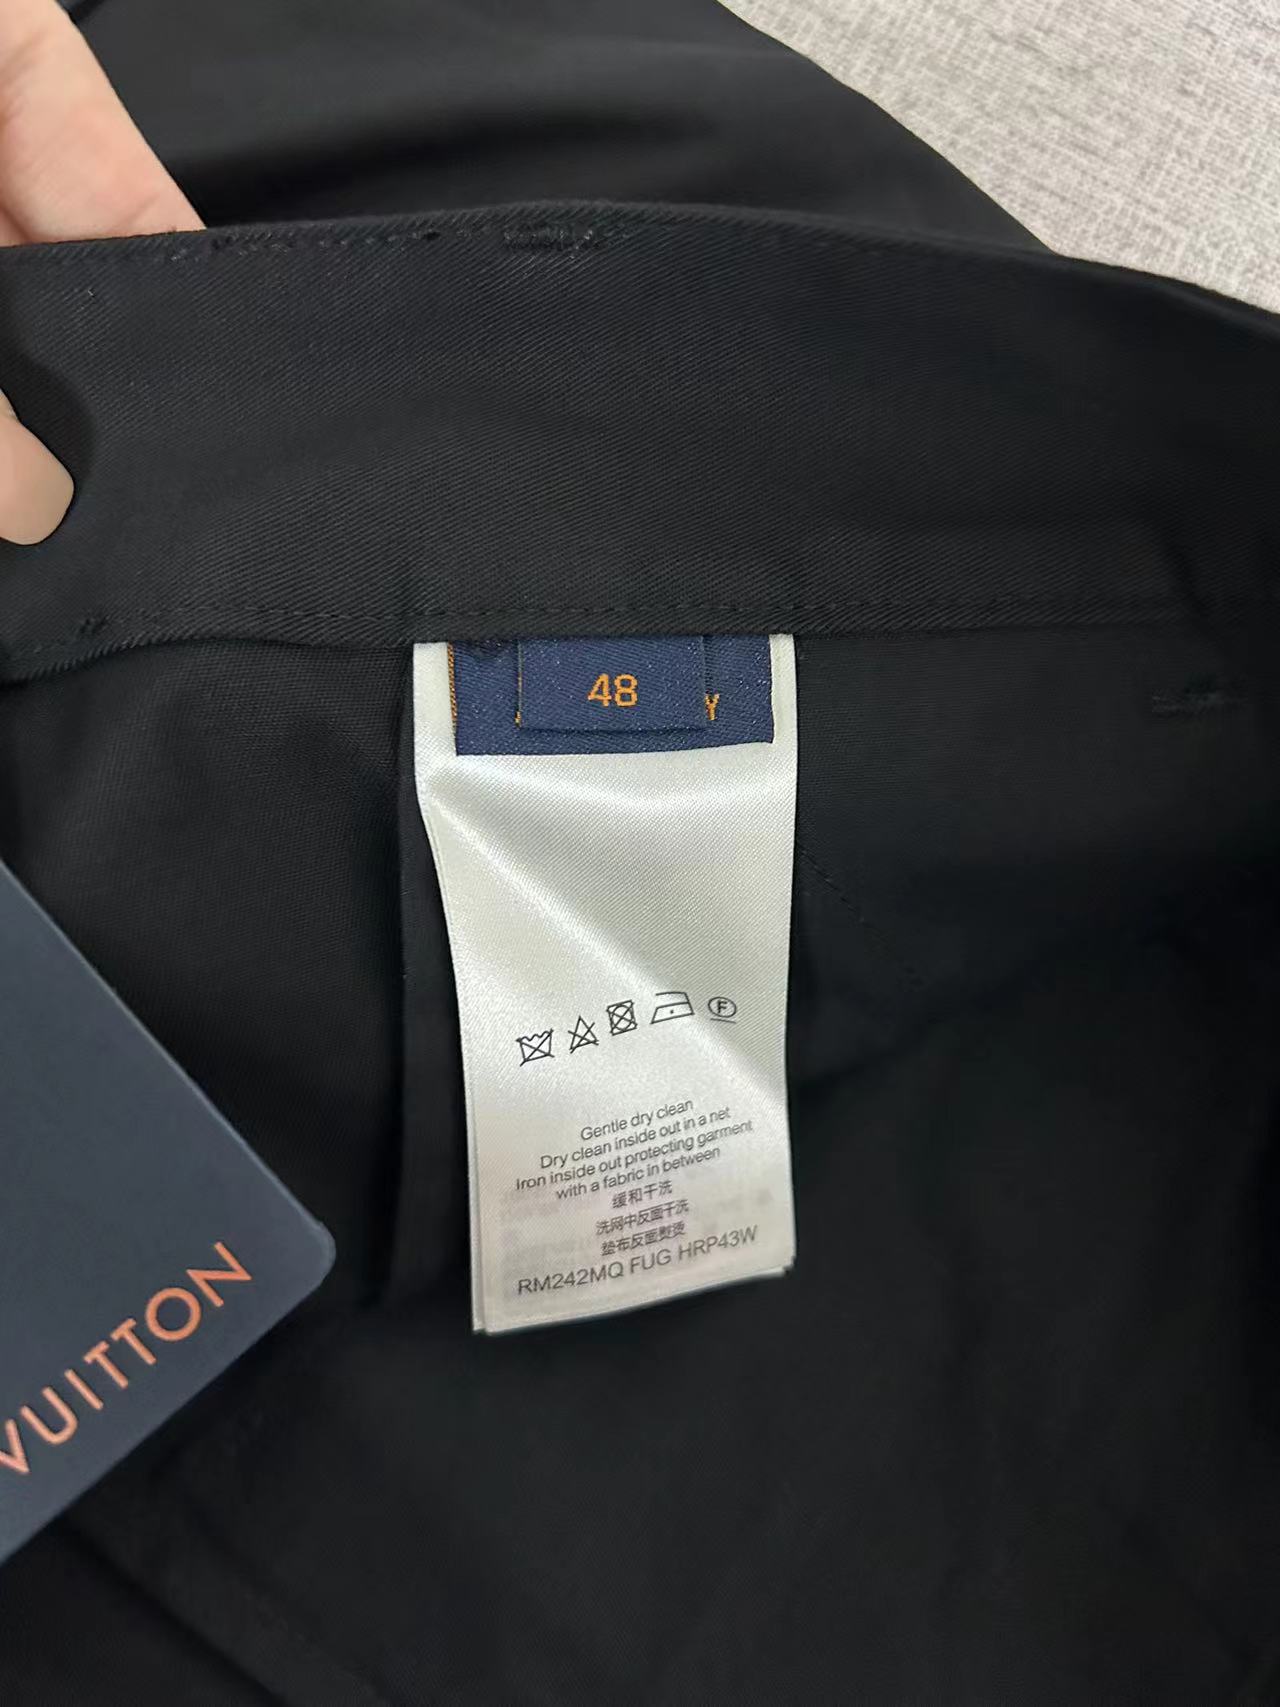 48
Y
F
Gentle dry clean
Dry clean inside out in a net
Iron inside out protecting garment
with a fabric in between
缓和干洗
洗网中反面干洗
垫布反面熨烫
RM242MQ FUG HRP43W
VUITTON